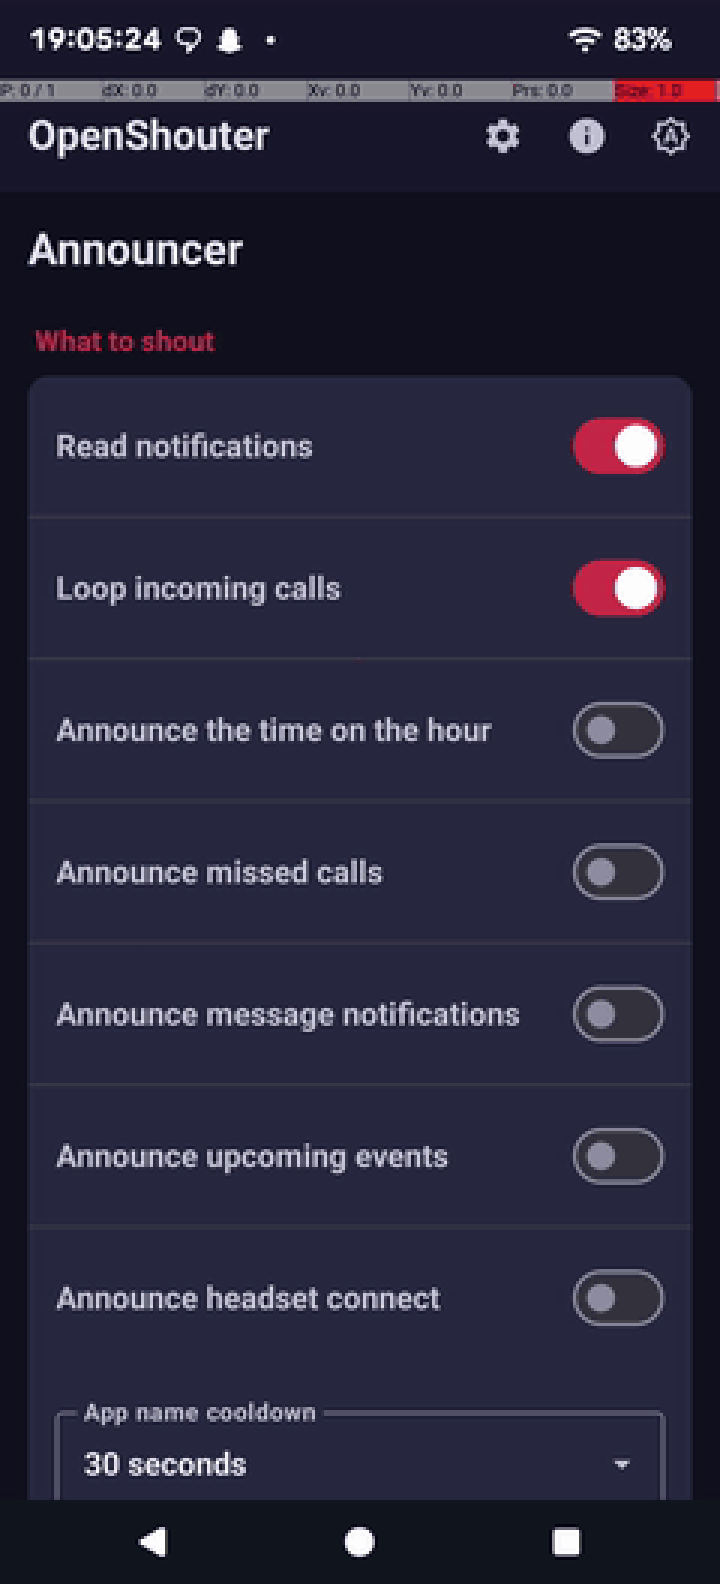 19:05:24 83%
P: 0 / 1 dX: 0.0 dY: 0.0 Xv: 0.0 Yv: 0.0 Prs: 0.0 Size: 1.0
OpenShouter
Announcer
What to shout
Read notifications
Loop incoming calls
Announce the time on the hour
Announce missed calls
Announce message notifications
Announce upcoming events
Announce headset connect
App name cooldown
30 seconds